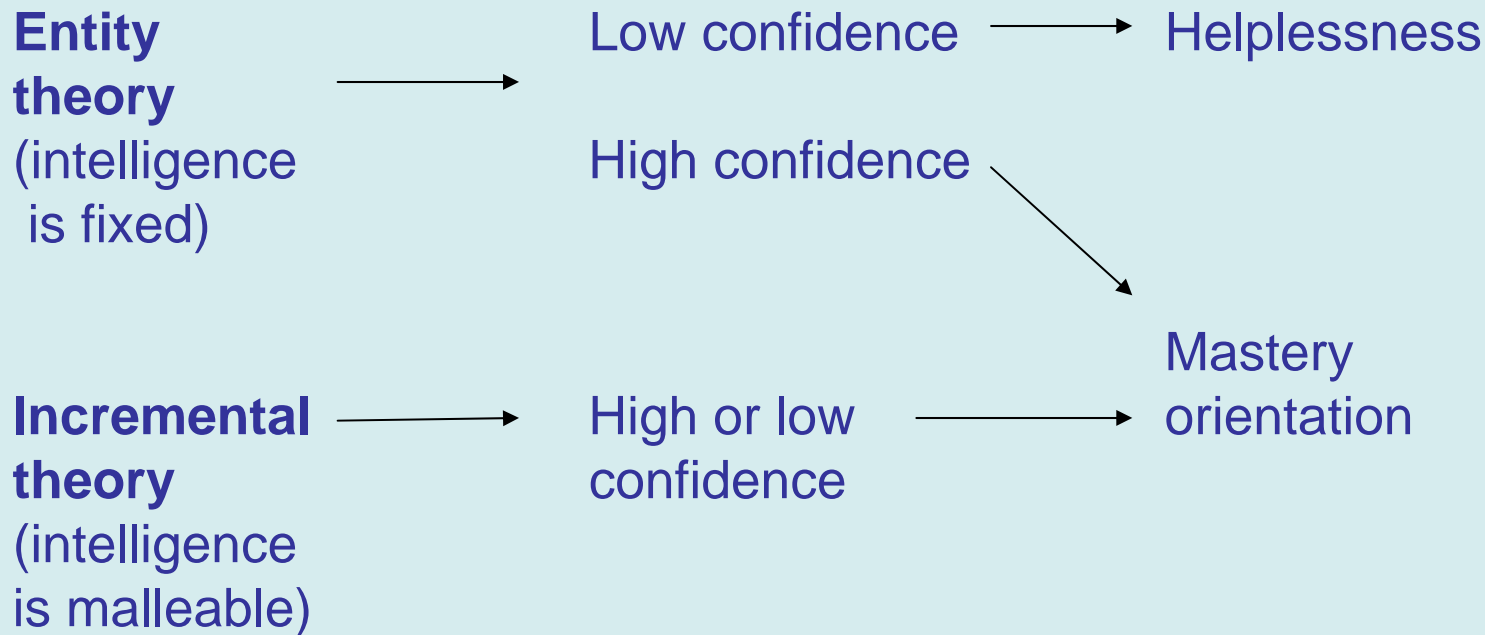 Entity
theory
(intelligence
is fixed)
Low confidence
High confidence
Helplessness
Incremental
theory
(intelligence
is malleable)
High or low
confidence
Mastery
orientation